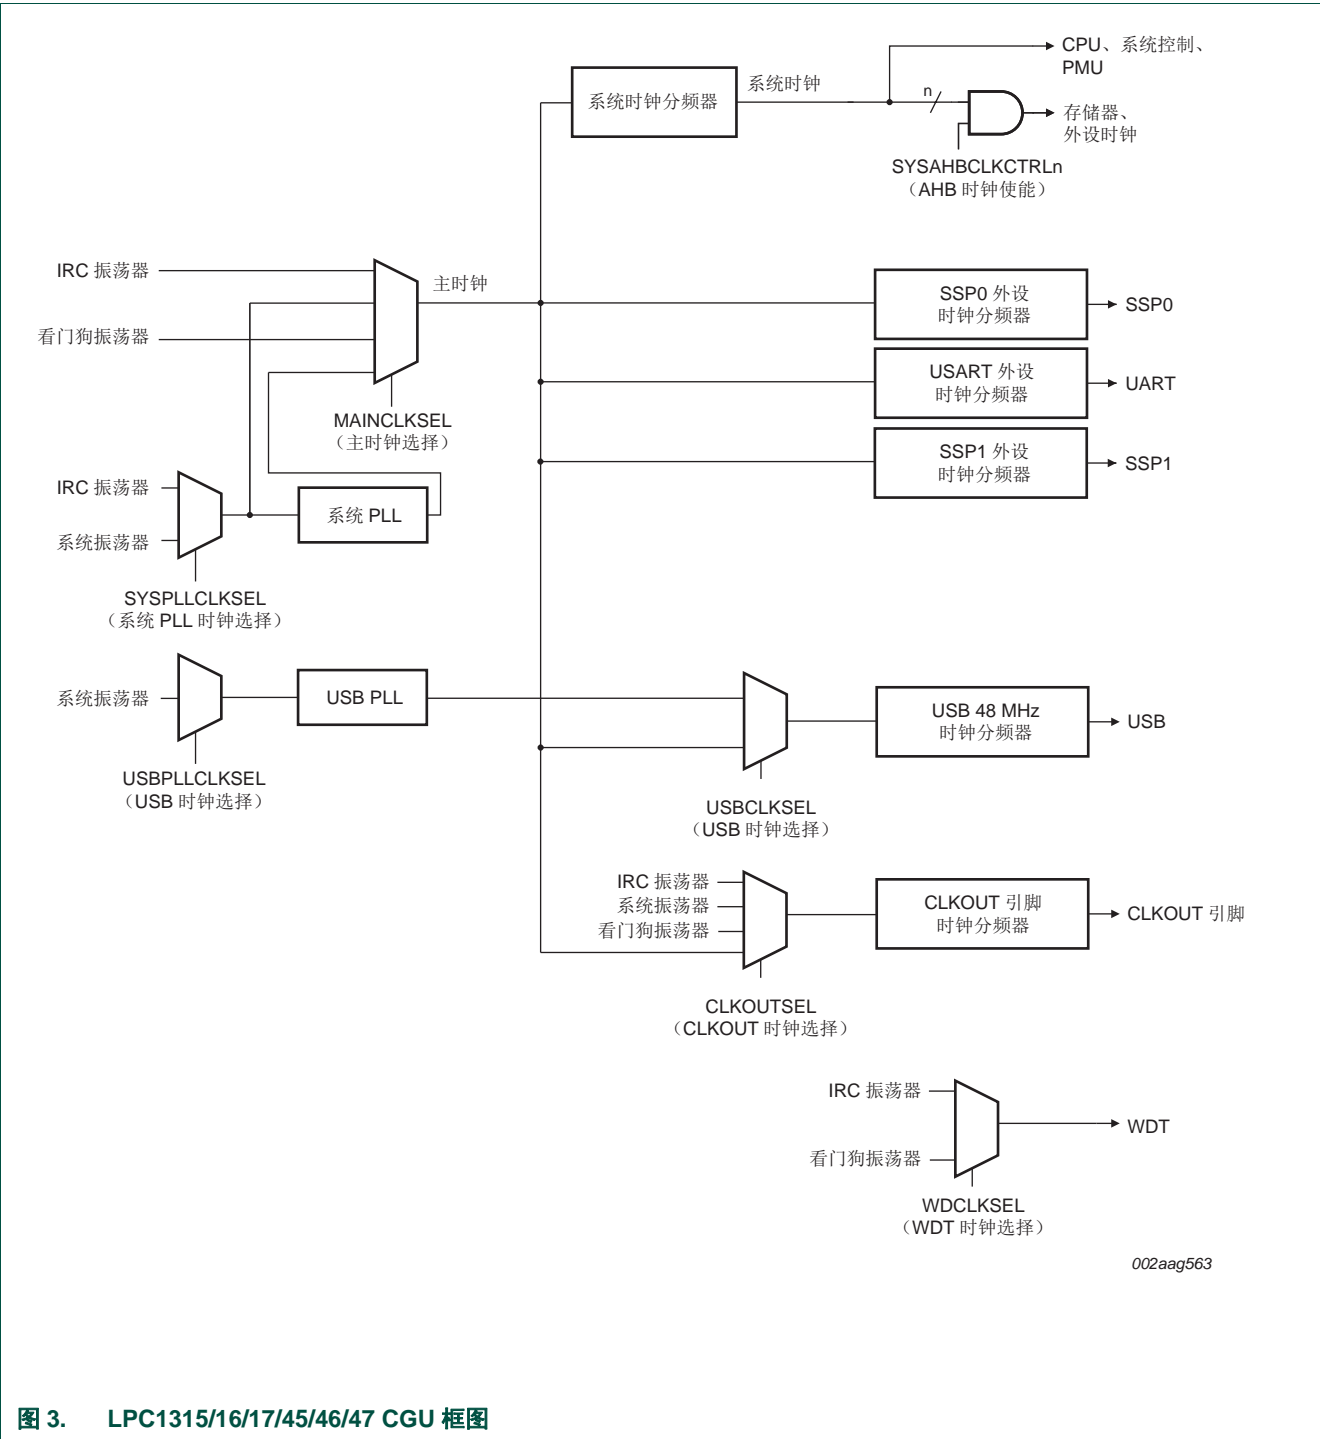 CPU、系统控制、
PMU
系统时钟
系统时钟分频器
n
存储器、
外设时钟
SYSAHBCLKCTRLn
（AHB 时钟使能）
IRC 振荡器
主时钟
看门狗振荡器
MAINCLKSEL
（主时钟选择）
SSP0 外设
时钟分频器
SSP0
USART 外设
时钟分频器
UART
SSP1 外设
时钟分频器
SSP1
IRC 振荡器
系统 PLL
系统振荡器
SYSPLLCLKSEL
（系统 PLL 时钟选择）
系统振荡器
USB PLL
USBPLLCLKSEL
（USB 时钟选择）
USB 48 MHz
时钟分频器
USB
USBCLKSEL
（USB 时钟选择）
IRC 振荡器
系统振荡器
看门狗振荡器
CLKOUT 引脚
时钟分频器
CLKOUT 引脚
CLKOUTSEL
（CLKOUT 时钟选择）
IRC 振荡器
WDT
看门狗振荡器
WDCLKSEL
（WDT 时钟选择）
002aag563
图 3. LPC1315/16/17/45/46/47 CGU 框图